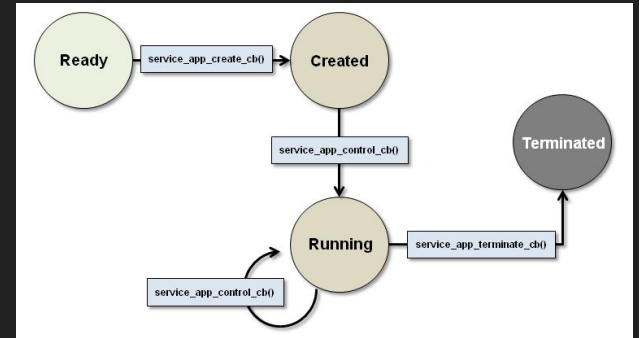 Ready
service_app_create_cb()
Created
service_app_control_cb()
Terminated
Running
service_app_terminate_cb()
service_app_control_cb()